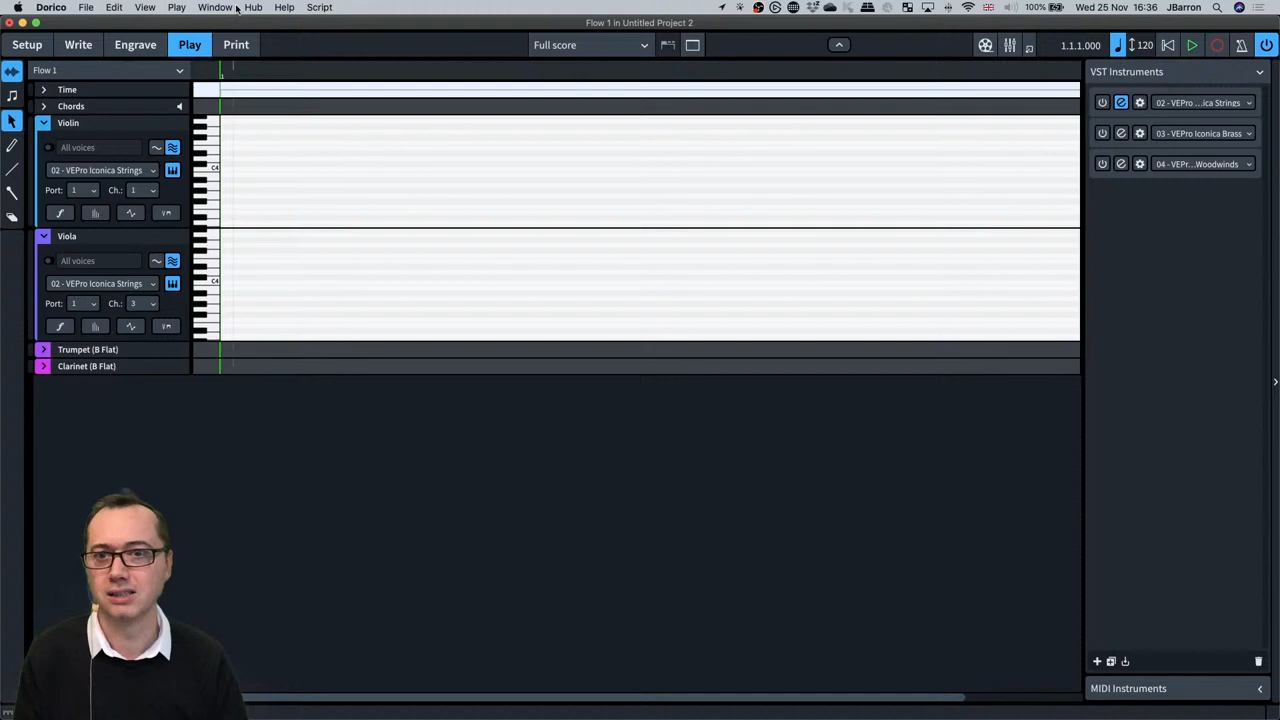 Dorico File Edit View Play Window Hub Help Script 100% Wed 25 Nov 16:36 JBarron
Flow 1 in Untitled Project 2
Setup Write Engrave Play Print Full score 1.1.1.000 120
Flow 1 1
VST Instruments
Time
Chords
Violin
All voices
02 - VEPro Iconica Strings
Port: 1 Ch.: 1
C4
Viola
All voices
02 - VEPro Iconica Strings
Port: 1 Ch.: 3
C4
Trumpet (B Flat)
Clarinet (B Flat)
02 - VEPro ...ica Strings
03 - VEPro Iconica Brass
04 - VEPr...Woodwinds
MIDI Instruments